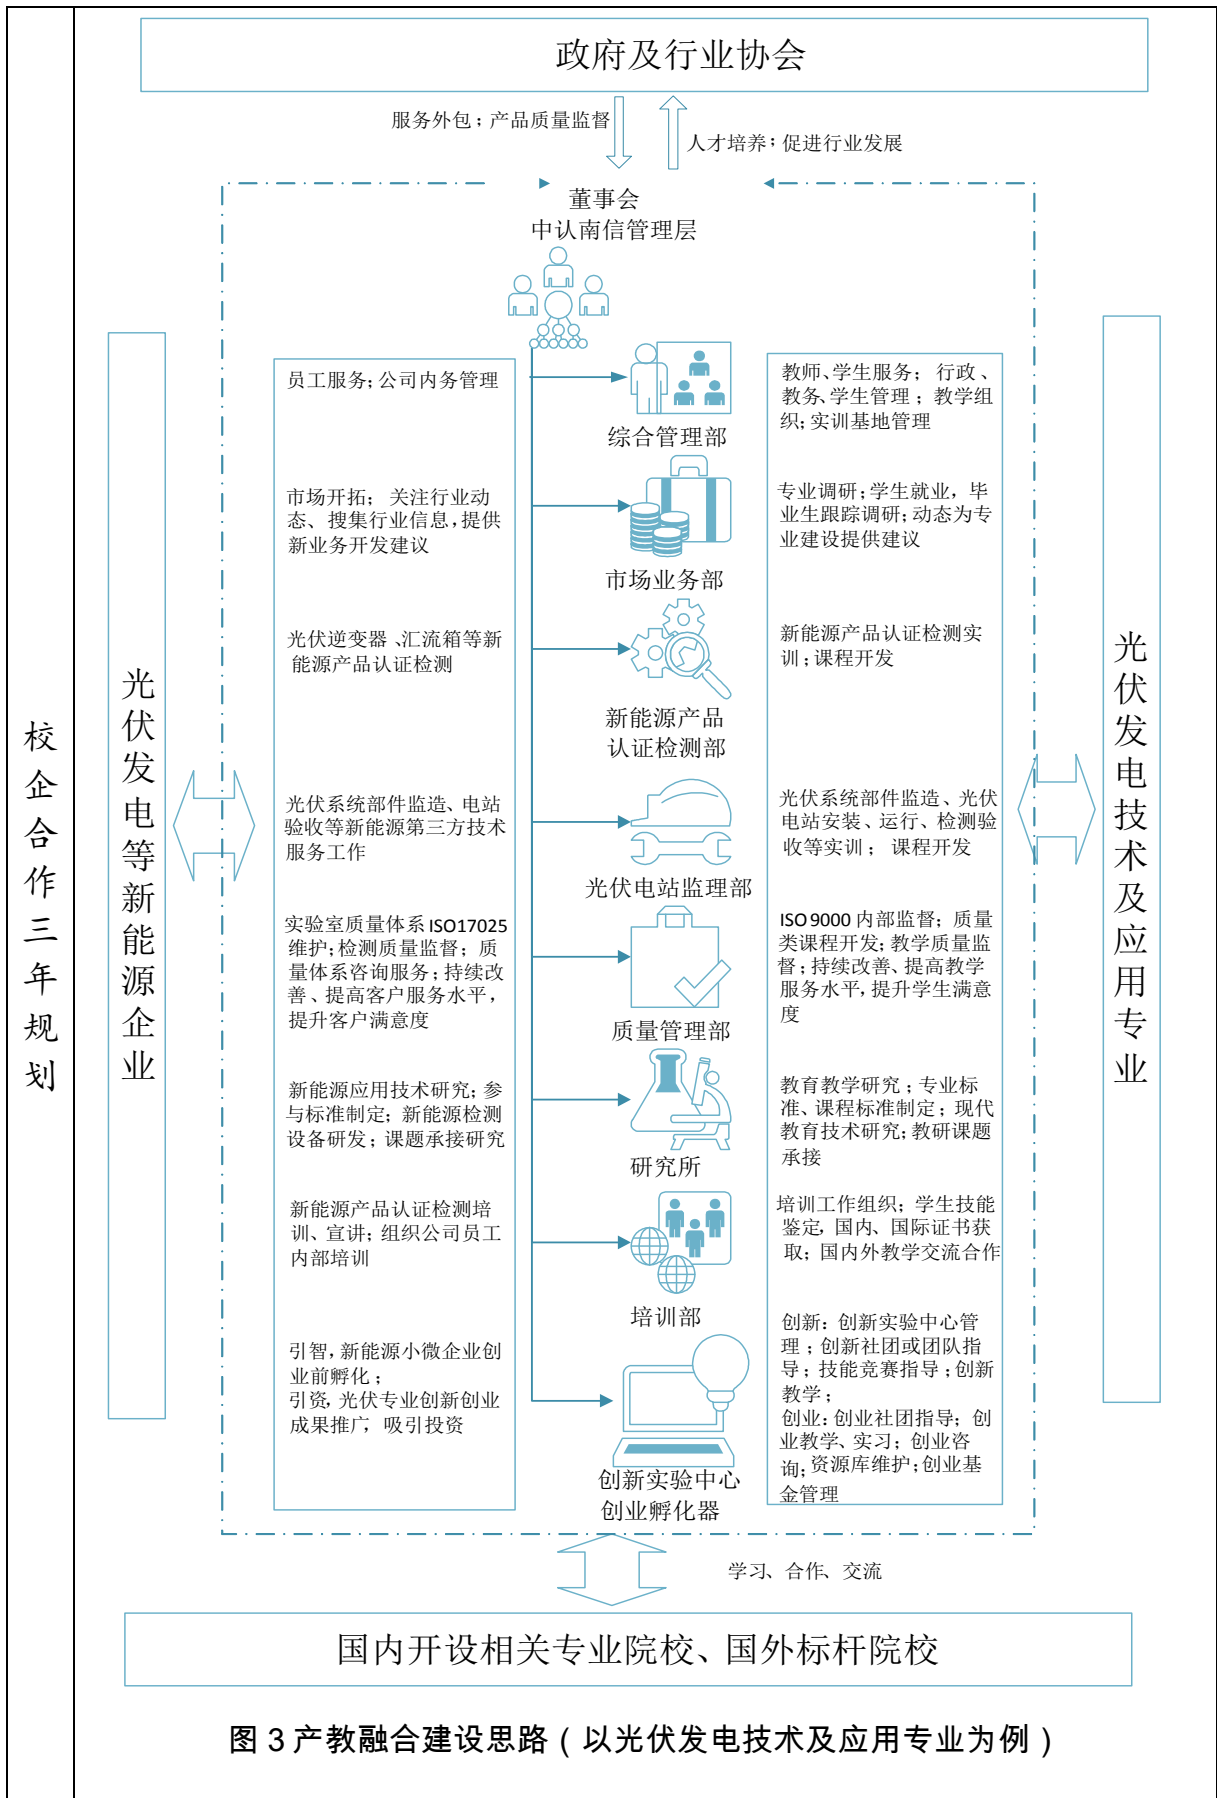 政府及行业协会
服务外包；产品质量监督
人才培养；促进行业发展
董事会
中认南信管理层
校企合作三年规划
光伏发电等新能源企业
光伏发电技术及应用专业
员工服务；公司内务管理
综合管理部
教师、学生服务；行政、
教务、学生管理；教学组
织；实训基地管理
市场开拓；关注行业动
态、搜集行业信息，提供
新业务开发建议
市场业务部
专业调研；学生就业，毕
业生跟踪调研；动态为专
业建设提供建议
光伏逆变器、汇流箱等新
能源产品认证检测
新能源产品
认证检测部
新能源产品认证检测实
训；课程开发
光伏系统部件监造、电站
验收等新能源第三方技术
服务工作
光伏电站监理部
光伏系统部件监造、光伏
电站安装、运行、检测验
收等实训；课程开发
实验室质量体系ISO17025
维护；检测质量监督；质
量体系咨询服务；持续改
善、提高客户服务水平，
提升客户满意度
质量管理部
ISO9000内部监督；质量
类课程开发；教学质量监
督；持续改善、提高教学
服务水平，提升学生满意
度
新能源应用技术研究；参
与标准制定；新能源检测
设备研发；课题承接研究
研究所
教育教学研究；专业标
准、课程标准制定；现代
教育技术研究；教研课题
承接
新能源产品认证检测培
训、宣讲；组织公司员工
内部培训
培训部
培训工作组织；学生技能
鉴定，国内、国际证书获
取；国内外教学交流合作
引智，新能源小微企业创
业前孵化；
引资，光伏专业创新创业
成果推广，吸引投资
创新实验中心
创业孵化器
创新：创新实验中心管
理；创新社团或团队指
导；技能竞赛指导；创新
教学；
创业：创业社团指导；创
业教学、实习；创业咨
询；资源库维护；创业基
金管理
学习、合作、交流
国内开设相关专业院校、国外标杆院校
图 3 产教融合建设思路（以光伏发电技术及应用专业为例）